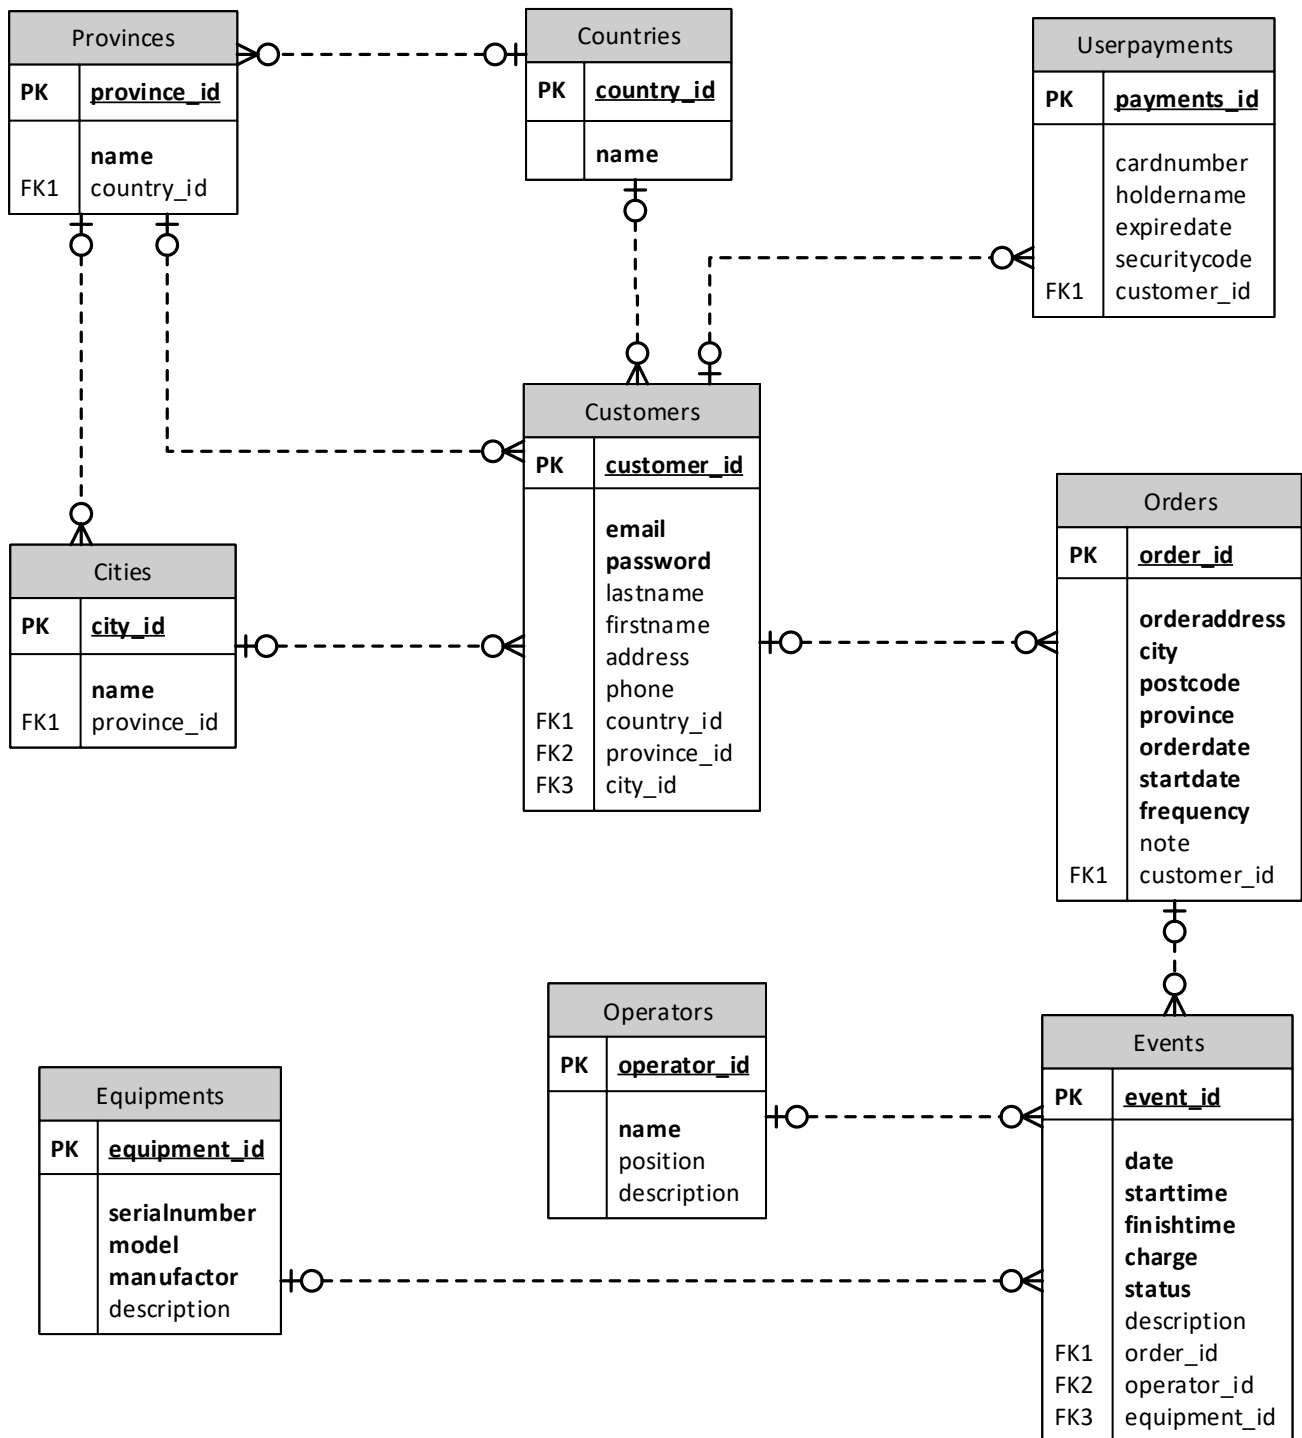 Provinces
PK province_id
name
FK1 country_id
Countries
PK country_id
name
Userpayments
PK payments_id
cardnumber
holdername
expiredate
securitycode
FK1 customer_id
Customers
PK customer_id
email
password
lastname
firstname
address
phone
FK1 country_id
FK2 province_id
FK3 city_id
Cities
PK city_id
name
FK1 province_id
Orders
PK order_id
orderaddress
city
postcode
province
orderdate
startdate
frequency
note
FK1 customer_id
Operators
PK operator_id
name
position
description
Equipments
PK equipment_id
serialnumber
model
manufactor
description
Events
PK event_id
date
starttime
finishtime
charge
status
description
FK1 order_id
FK2 operator_id
FK3 equipment_id